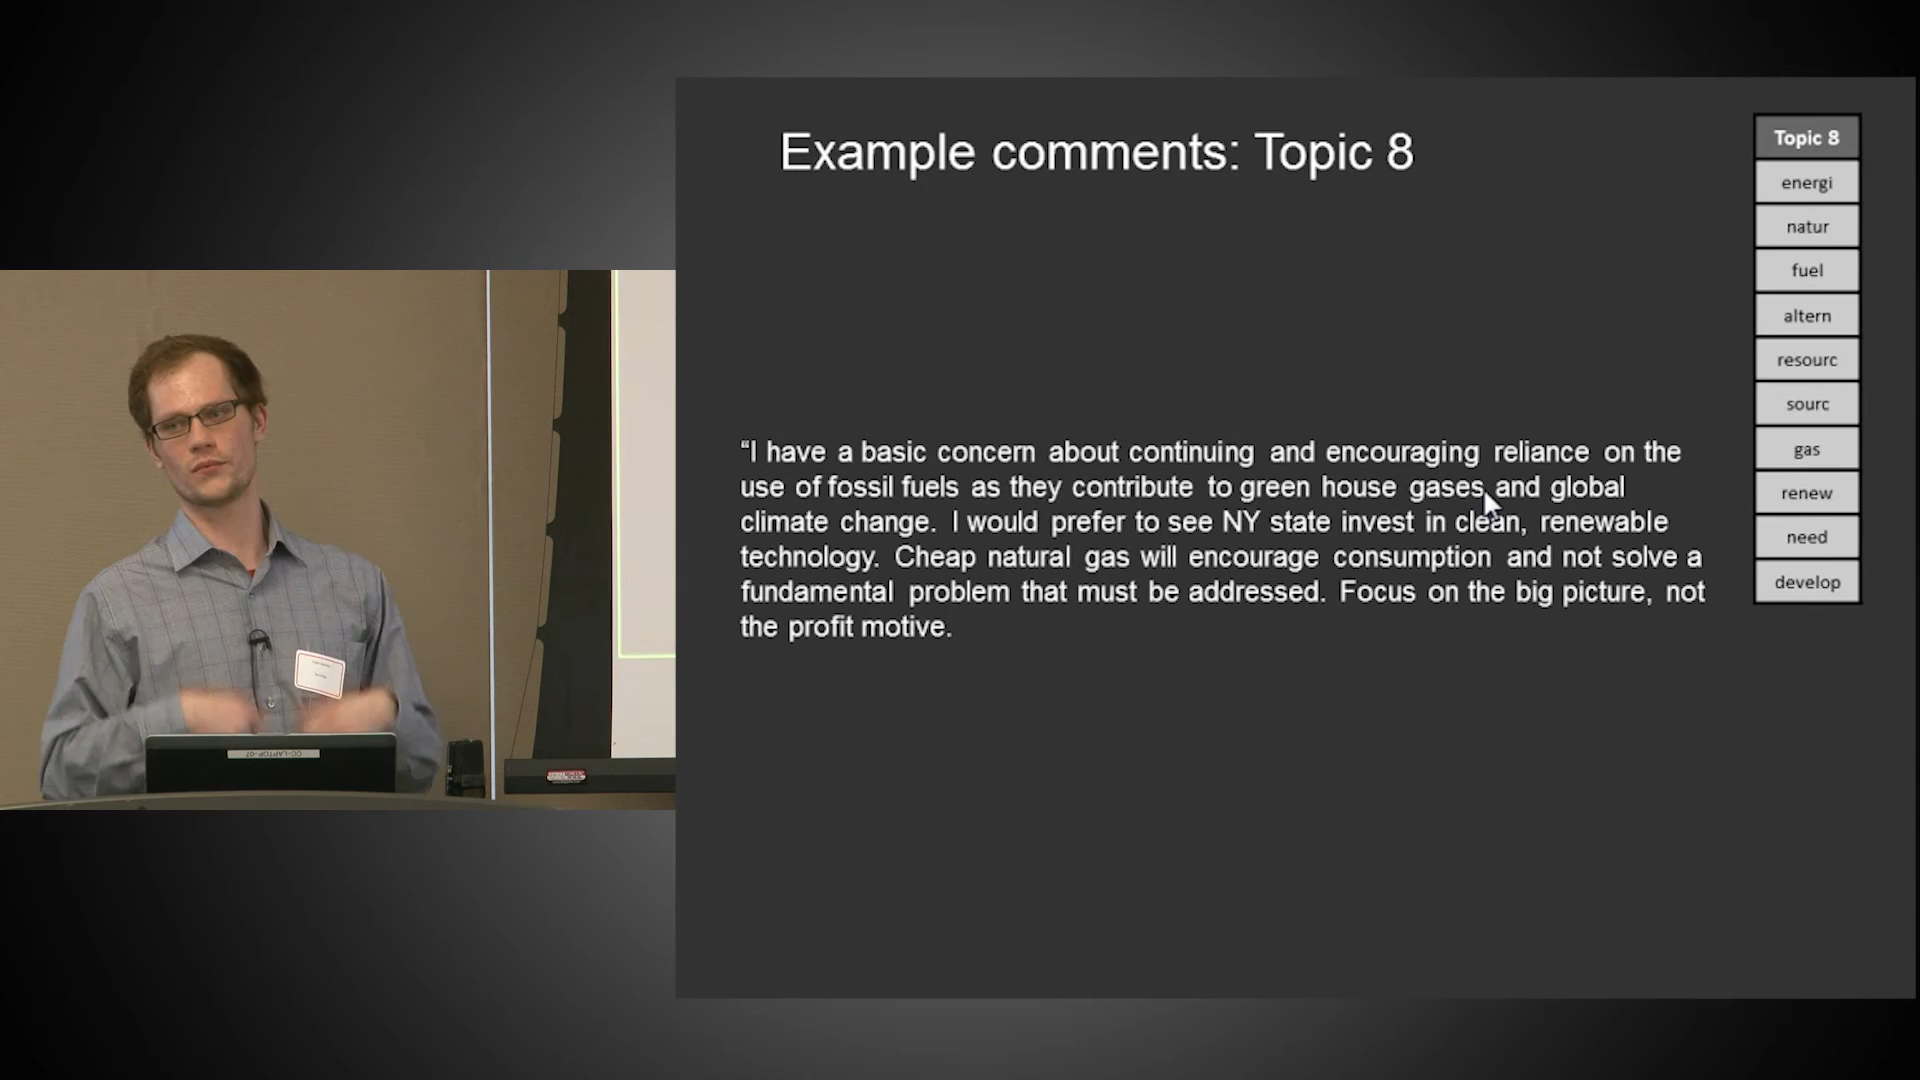 Example comments: Topic 8
“I have a basic concern about continuing and encouraging reliance on the
use of fossil fuels as they contribute to green house gases and global
climate change. I would prefer to see NY state invest in clean, renewable
technology. Cheap natural gas will encourage consumption and not solve a
fundamental problem that must be addressed. Focus on the big picture, not
the profit motive.
Topic 8
energi
natur
fuel
altern
resourc
sourc
gas
renew
need
develop
CC-LAPTOP-07